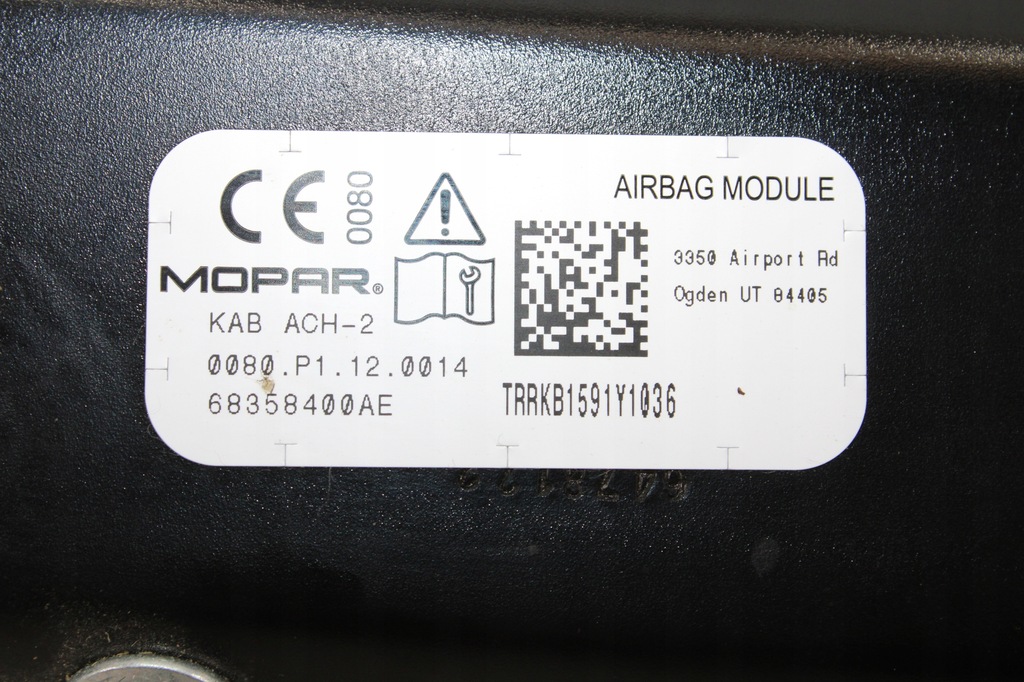 CE 0080
AIRBAG MODULE
3350 Airport Rd
Ogden UT 84405
MOPAR®
KAB ACH-2
0080.P1.12.0014
68358400AE
TRRKB1591Y1036